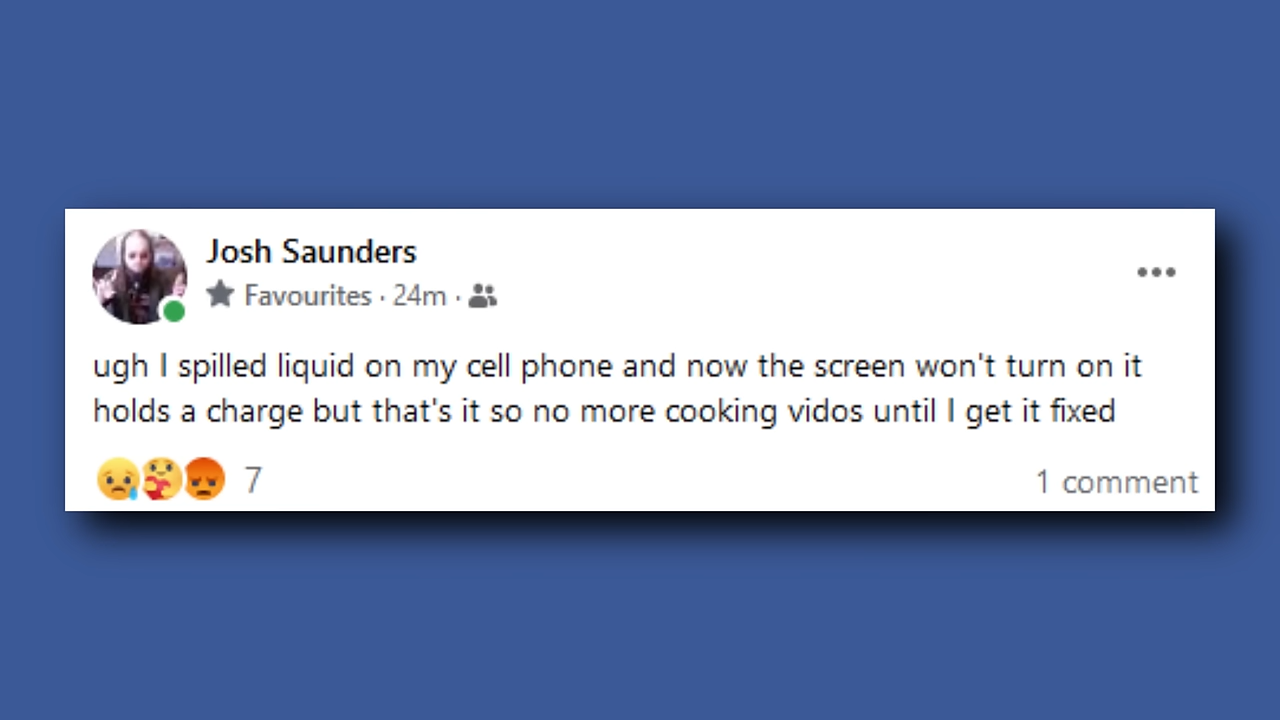 Josh Saunders
Favourites · 24m ·
ugh I spilled liquid on my cell phone and now the screen won't turn on it
holds a charge but that's it so no more cooking vidos until I get it fixed
7
1 comment